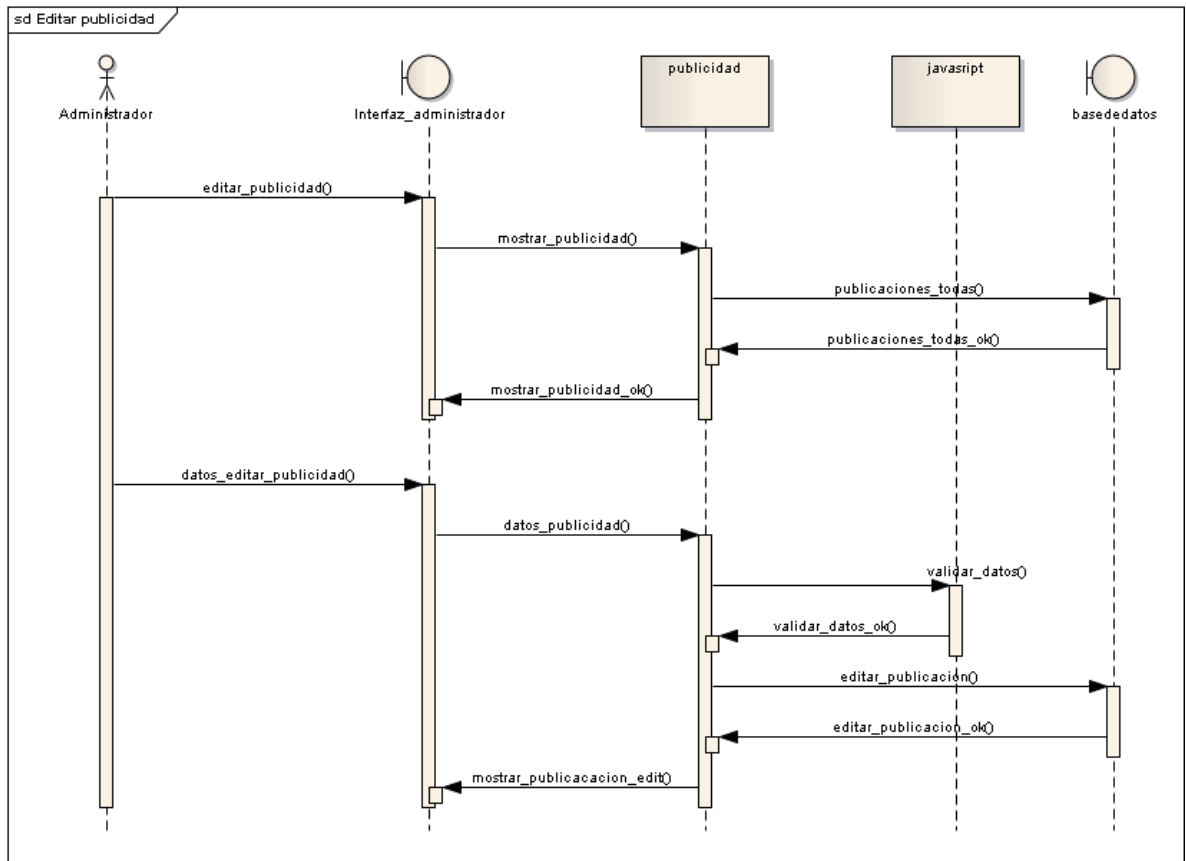 sd Editar publicidad
Administrador
Interfaz_administrador
publicidad
javasript
basededatos
editar_publicidad()
mostrar_publicidad()
publicaciones_todas()
publicaciones_todas_ok()
mostrar_publicidad_ok()
datos_editar_publicidad()
datos_publicidad()
validar_datos()
validar_datos_ok()
editar_publicacion()
editar_publicacion_ok()
mostrar_publicacacion_edit()